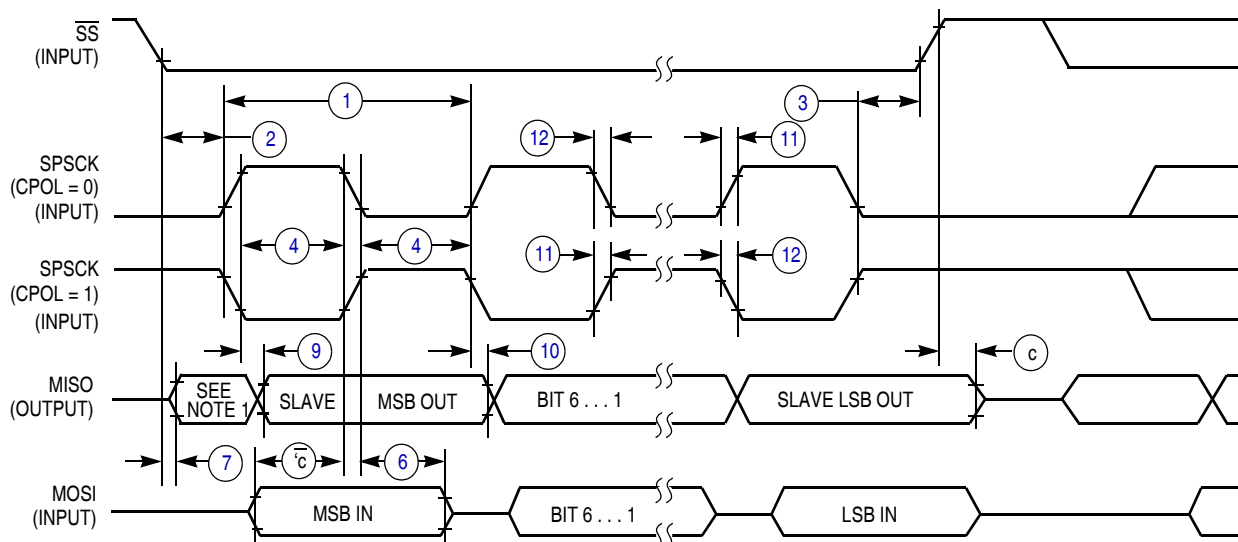 SS
(INPUT)
1
3
2
12
11
SPSCK
(CPOL = 0)
(INPUT)
4
4
11
12
SPSCK
(CPOL = 1)
(INPUT)
9
10
c
MISO
(OUTPUT)
SEE
NOTE 1
SLAVE
MSB OUT
BIT 6 . . . 1
SLAVE LSB OUT
7
‘c
6
MOSI
(INPUT)
MSB IN
BIT 6 . . . 1
LSB IN